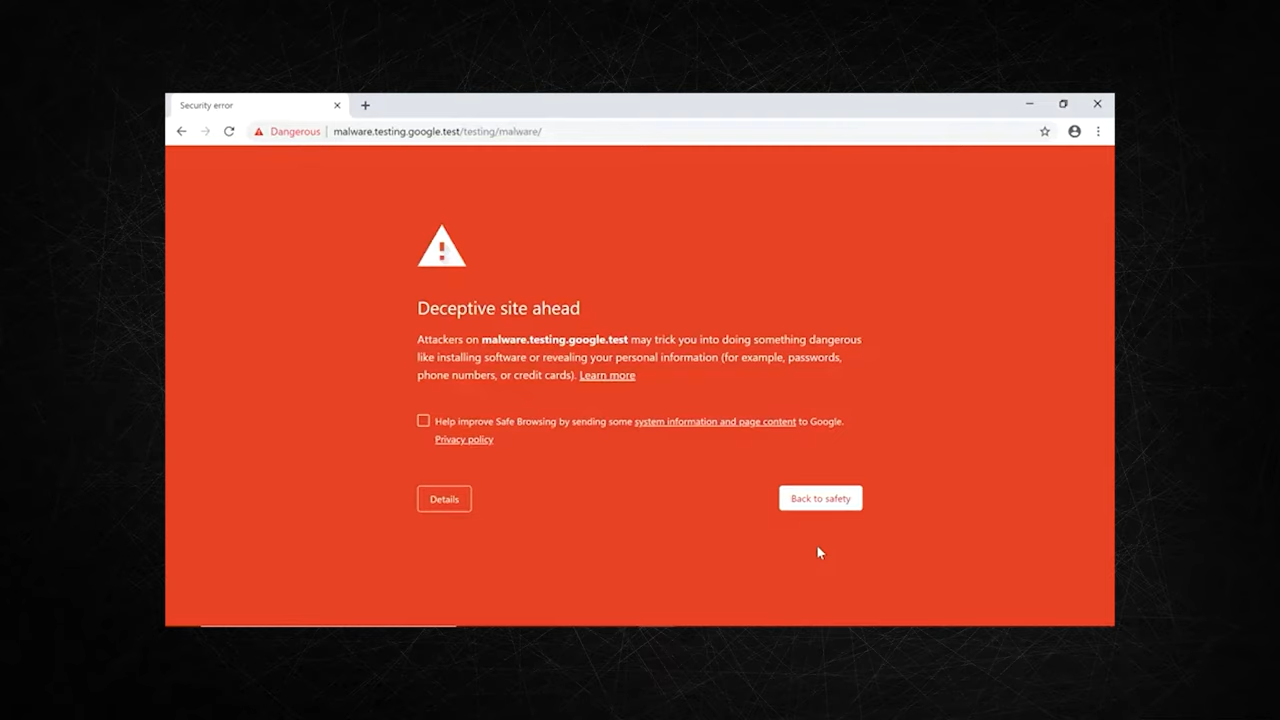 Security error
Dangerous malware.testing.google.test/testing/malware/
Deceptive site ahead
Attackers on malware.testing.google.test may trick you into doing something dangerous
like installing software or revealing your personal information (for example, passwords,
phone numbers, or credit cards). Learn more
Help improve Safe Browsing by sending some system information and page content to Google.
Privacy policy
Details
Back to safety